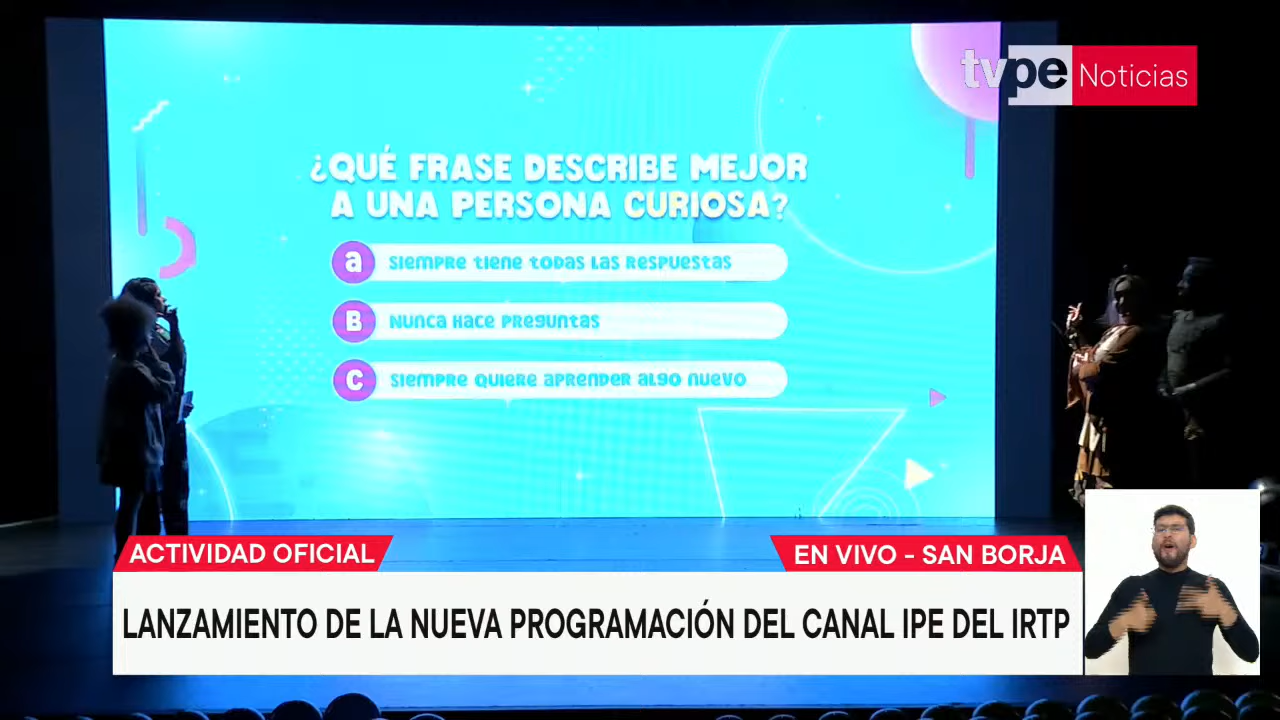 tvpe Noticias
¿QUÉ FRASE DESCRIBE MEJOR
A UNA PERSONA CURIOSA?
a SIEMPRE TIENE TODAS LAS RESPUESTAS
B NUNCA HACE PREGUNTAS
C SIEMPRE QUIERE APRENDER ALGO NUEVO
ACTIVIDAD OFICIAL
EN VIVO - SAN BORJA
LANZAMIENTO DE LA NUEVA PROGRAMACIÓN DEL CANAL IPE DEL IRTP